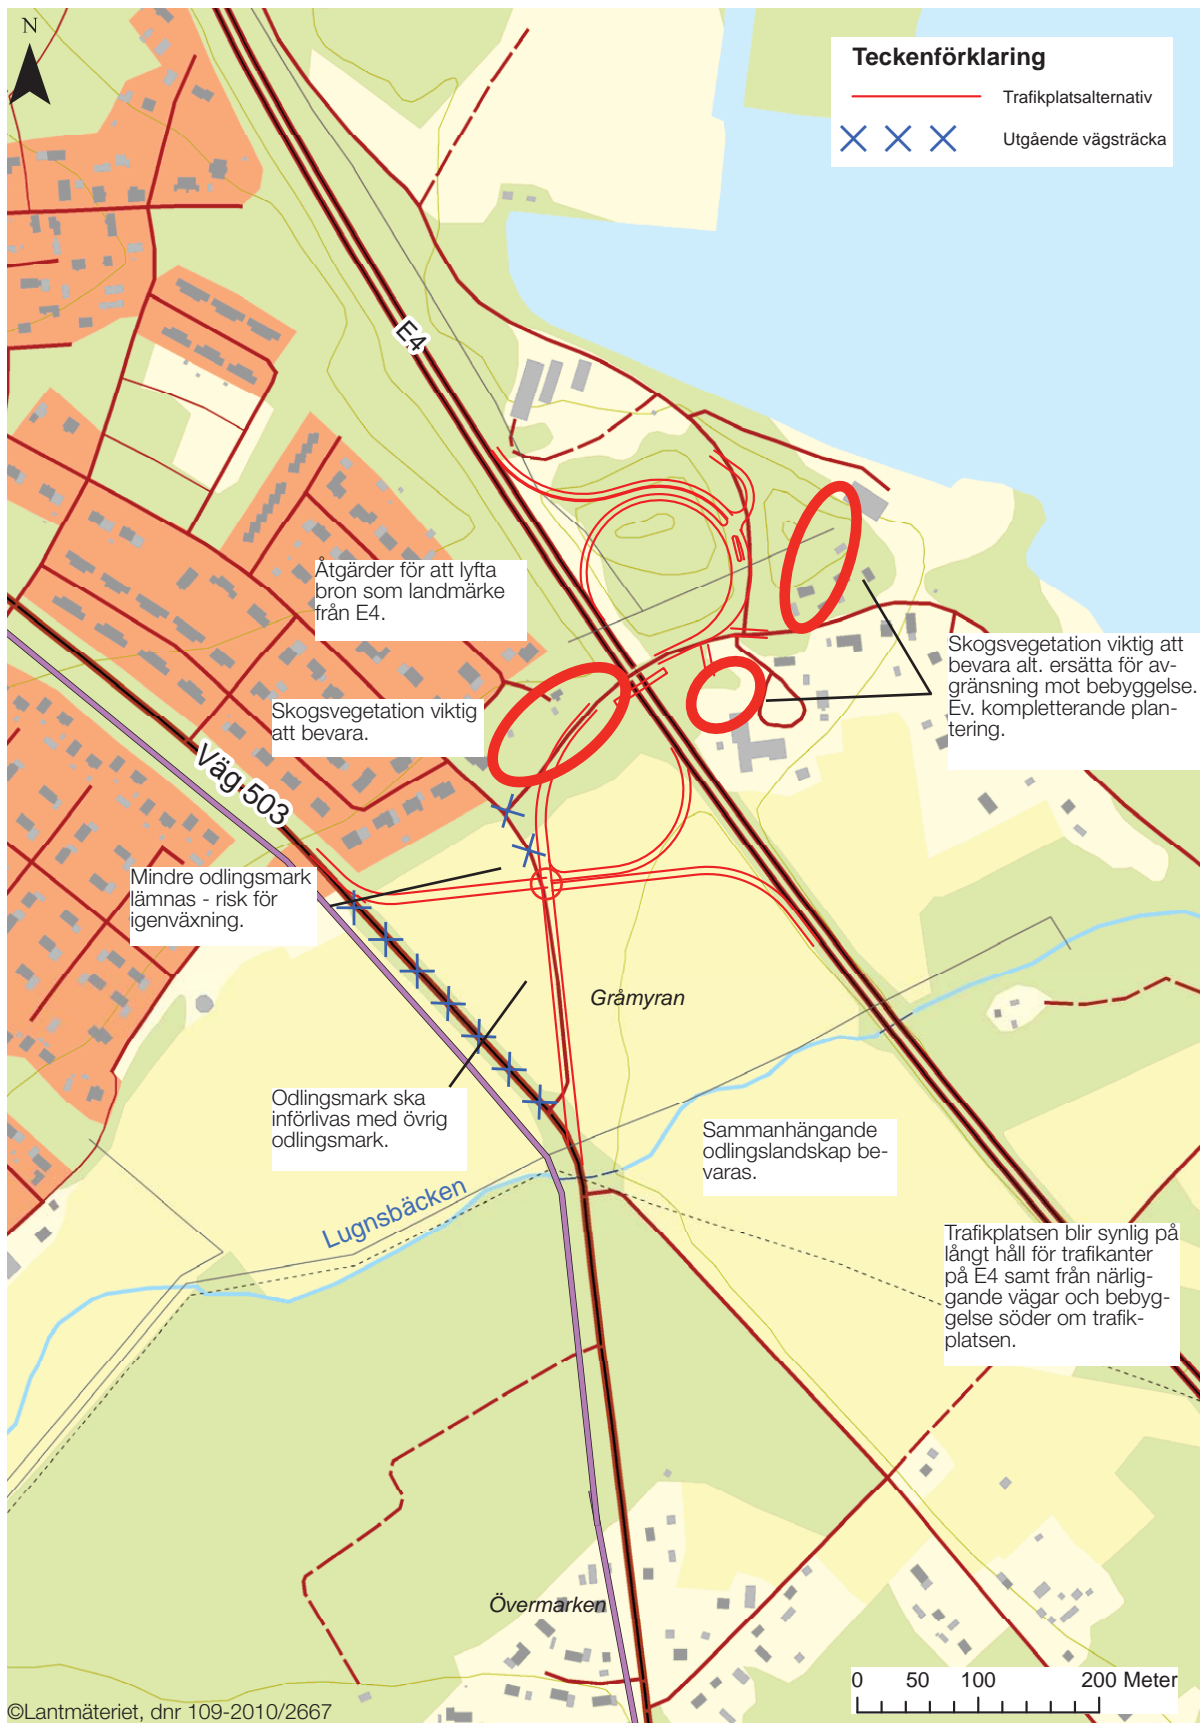 N
Teckenförklaring
Trafikplatsalternativ
Utgående vägsträcka
E4
Åtgärder för att lyfta
bron som landmärke
från E4.
Skogsvegetation viktig att
bevara alt. ersätta för av-
gränsning mot bebyggelse.
Ev. kompletterande plan-
tering.
Skogsvegetation viktig
att bevara.
Väg 503
Mindre odlingsmark
lämnas - risk för
igenväxning.
Gråmyran
Odlingsmark ska
införlivas med övrig
odlingsmark.
Sammanhängande
odlingslandskap be-
varas.
Lugnsbäcken
Trafikplatsen blir synlig på
långt håll för trafikanter
på E4 samt från närlig-
gande vägar och bebyg-
gelse söder om trafik-
platsen.
Övermarken
0 50 100 200 Meter
©Lantmäteriet, dnr 109-2010/2667